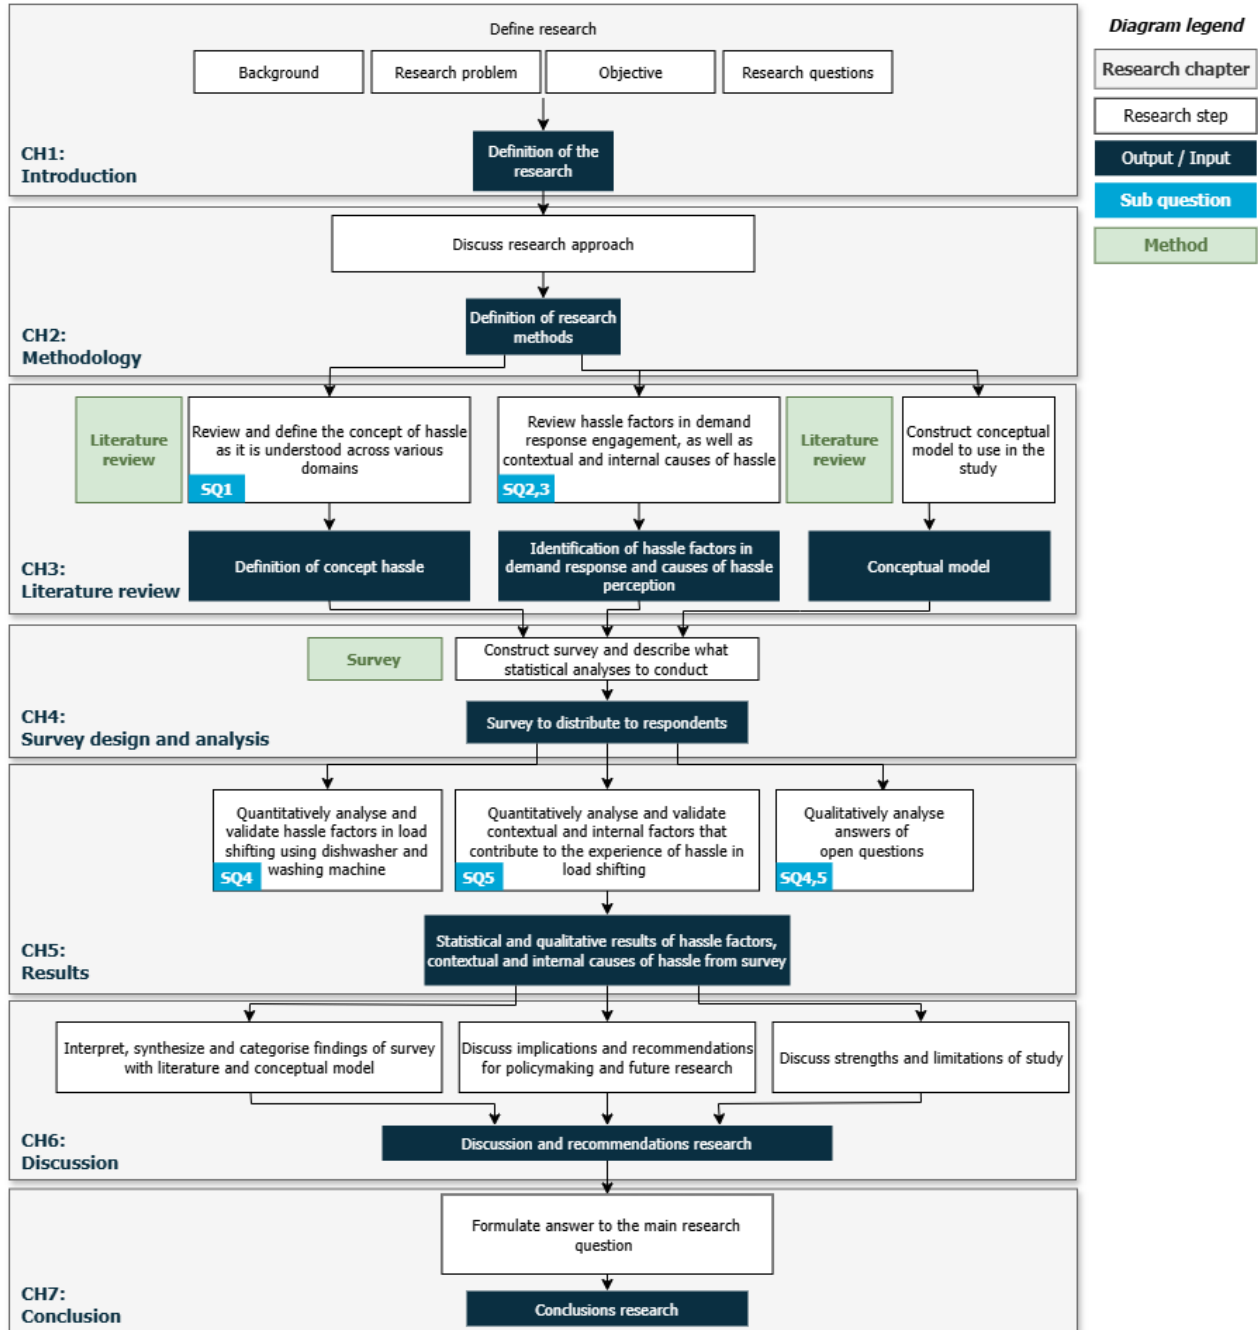 Define research
Background
Research problem
Objective
Research questions
Definition of the
research
CH1:
Introduction
Diagram legend
Research chapter
Research step
Output / Input
Sub question
Method
Discuss research approach
Definition of research
methods
CH2:
Methodology
Literature
review
Review and define the concept of hassle
as it is understood across various
domains
SQ1
Review hassle factors in demand
response engagement, as well as
contextual and internal causes of hassle
SQ2,3
Literature
review
Construct conceptual
model to use in the
study
Definition of concept hassle
Identification of hassle factors in
demand response and causes of hassle
perception
Conceptual model
CH3:
Literature review
Survey
Construct survey and describe what
statistical analyses to conduct
Survey to distribute to respondents
CH4:
Survey design and analysis
Quantitatively analyse and
validate hassle factors in load
shifting using dishwasher and
washing machine
SQ4
Quantitatively analyse and validate
contextual and internal factors that
contribute to the experience of hassle in
load shifting
SQ5
Qualitatively analyse
answers of
open questions
SQ4,5
Statistical and qualitative results of hassle factors,
contextual and internal causes of hassle from survey
CH5:
Results
Interpret, synthesize and categorise findings of survey
with literature and conceptual model
Discuss implications and recommendations
for policymaking and future research
Discuss strengths and limitations of study
Discussion and recommendations research
CH6:
Discussion
Formulate answer to the main research
question
Conclusions research
CH7:
Conclusion